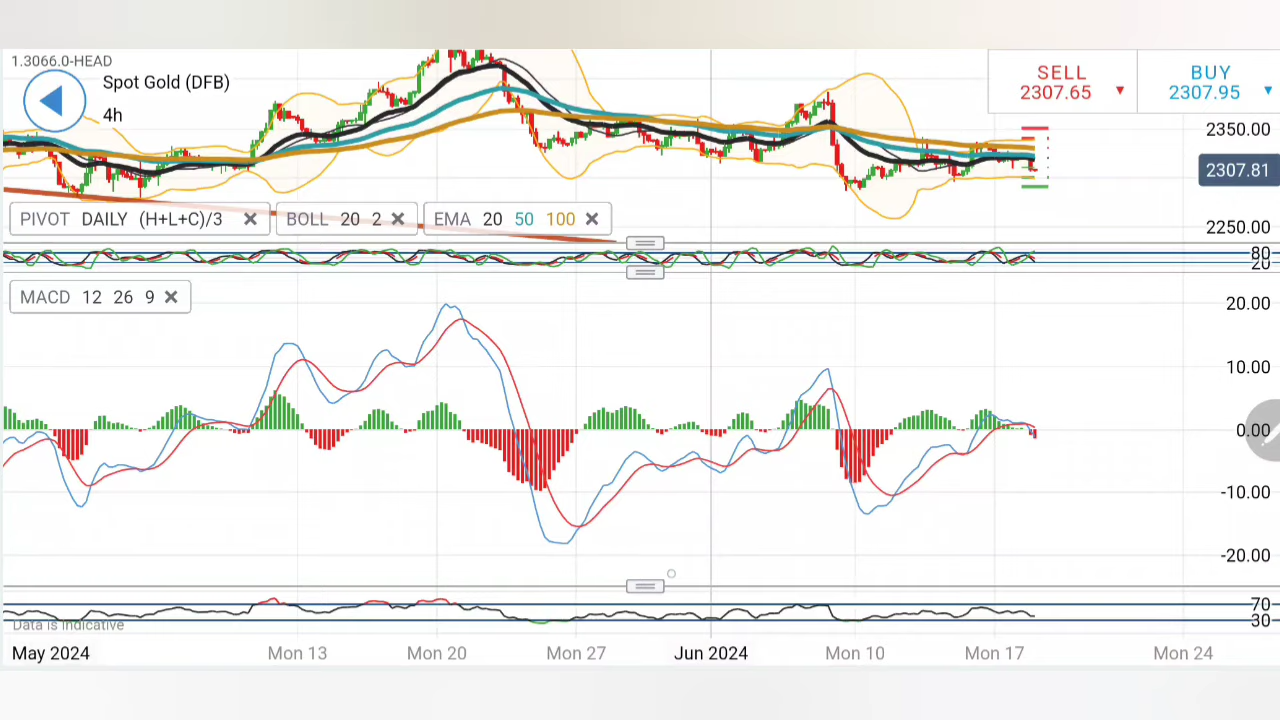 1.3066.0-HEAD
Spot Gold (DFB)
4h
SELL
2307.65
BUY
2307.95
2350.00
2307.81
2250.00
PIVOT DAILY (H+L+C)/3
BOLL 20 2
EMA 20 50 100
80
20
MACD 12 26 9
20.00
10.00
0.00
-10.00
-20.00
70
30
Data is indicative
May 2024 Mon 13 Mon 20 Mon 27 Jun 2024 Mon 10 Mon 17 Mon 24